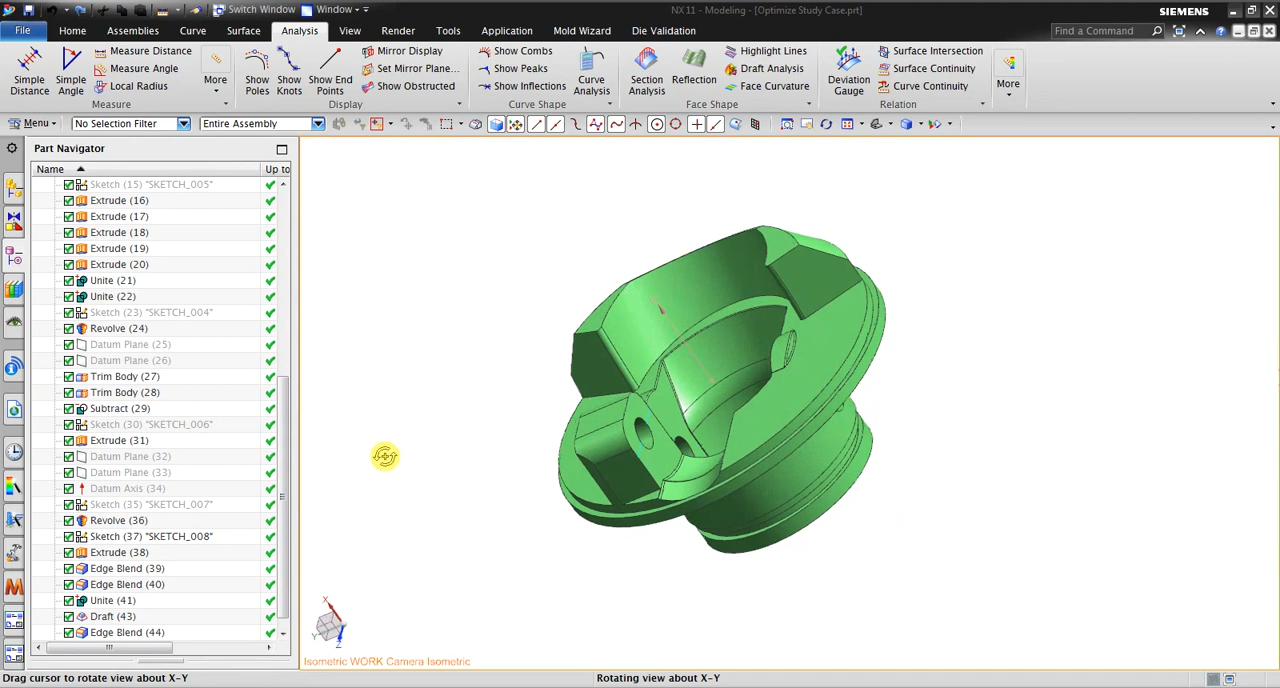 Switch Window Window
NX 11 - Modeling - [Optimize Study Case.prt]
SIEMENS
File Home Assemblies Curve Surface Analysis View Render Tools Application Mold Wizard Die Validation
Find a Command
Simple Distance
Simple Angle
Measure Distance
Measure Angle
Local Radius
More
Measure
Show Poles
Show Knots
Show End Points
Mirror Display
Set Mirror Plane...
Show Obstructed
Display
Show Combs
Show Peaks
Show Inflections
Curve Analysis
Curve Shape
Section Analysis
Reflection
Highlight Lines
Draft Analysis
Face Curvature
Face Shape
Deviation Gauge
Surface Intersection
Surface Continuity
Curve Continuity
Relation
More
Menu No Selection Filter Entire Assembly
Part Navigator
Name Up to
Sketch (15) "SKETCH_005"
Extrude (16)
Extrude (17)
Extrude (18)
Extrude (19)
Extrude (20)
Unite (21)
Unite (22)
Sketch (23) "SKETCH_004"
Revolve (24)
Datum Plane (25)
Datum Plane (26)
Trim Body (27)
Trim Body (28)
Subtract (29)
Sketch (30) "SKETCH_006"
Extrude (31)
Datum Plane (32)
Datum Plane (33)
Datum Axis (34)
Sketch (35) "SKETCH_007"
Revolve (36)
Sketch (37) "SKETCH_008"
Extrude (38)
Edge Blend (39)
Edge Blend (40)
Unite (41)
Draft (43)
Edge Blend (44)
X
Y
Z
Isometric WORK Camera Isometric
Drag cursor to rotate view about X-Y
Rotating view about X-Y